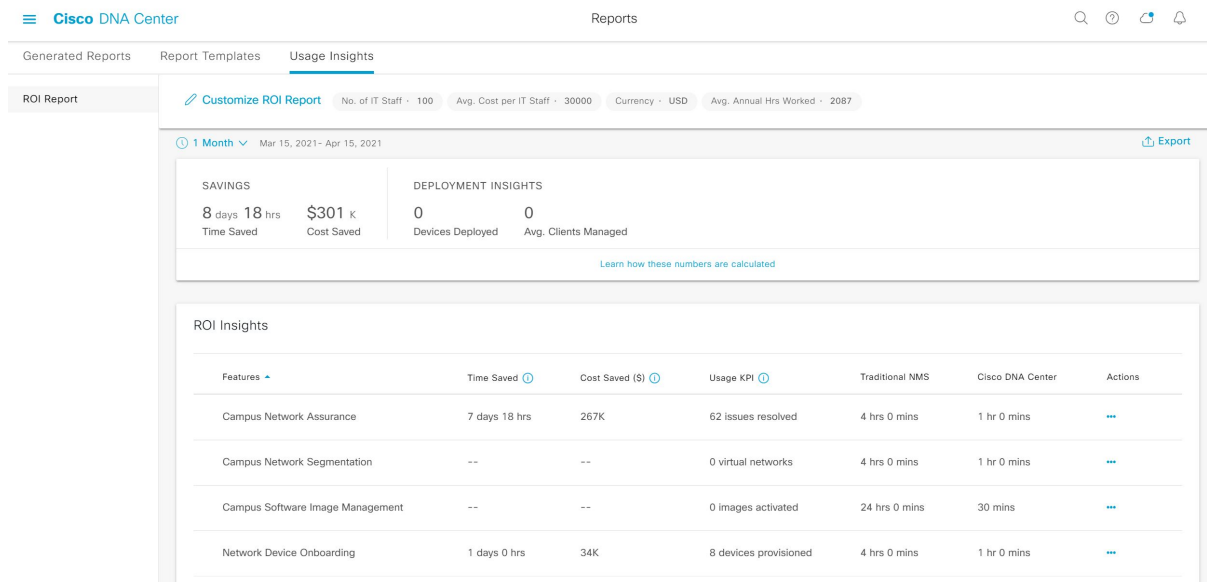 Cisco DNA Center
Reports
Generated Reports Report Templates Usage Insights
ROI Report
Customize ROI Report No. of IT Staff · 100 Avg. Cost per IT Staff · 30000 Currency · USD Avg. Annual Hrs Worked · 2087
1 Month Mar 15, 2021- Apr 15, 2021 Export
SAVINGS DEPLOYMENT INSIGHTS
8 days 18 hrs $301 K 0 0
Time Saved Cost Saved Devices Deployed Avg. Clients Managed
Learn how these numbers are calculated
ROI Insights
Features Time Saved Cost Saved ($) Usage KPI Traditional NMS Cisco DNA Center Actions
Campus Network Assurance 7 days 18 hrs 267K 62 issues resolved 4 hrs 0 mins 1 hr 0 mins
Campus Network Segmentation -- -- 0 virtual networks 4 hrs 0 mins 1 hr 0 mins
Campus Software Image Management -- -- 0 images activated 24 hrs 0 mins 30 mins
Network Device Onboarding 1 days 0 hrs 34K 8 devices provisioned 4 hrs 0 mins 1 hr 0 mins